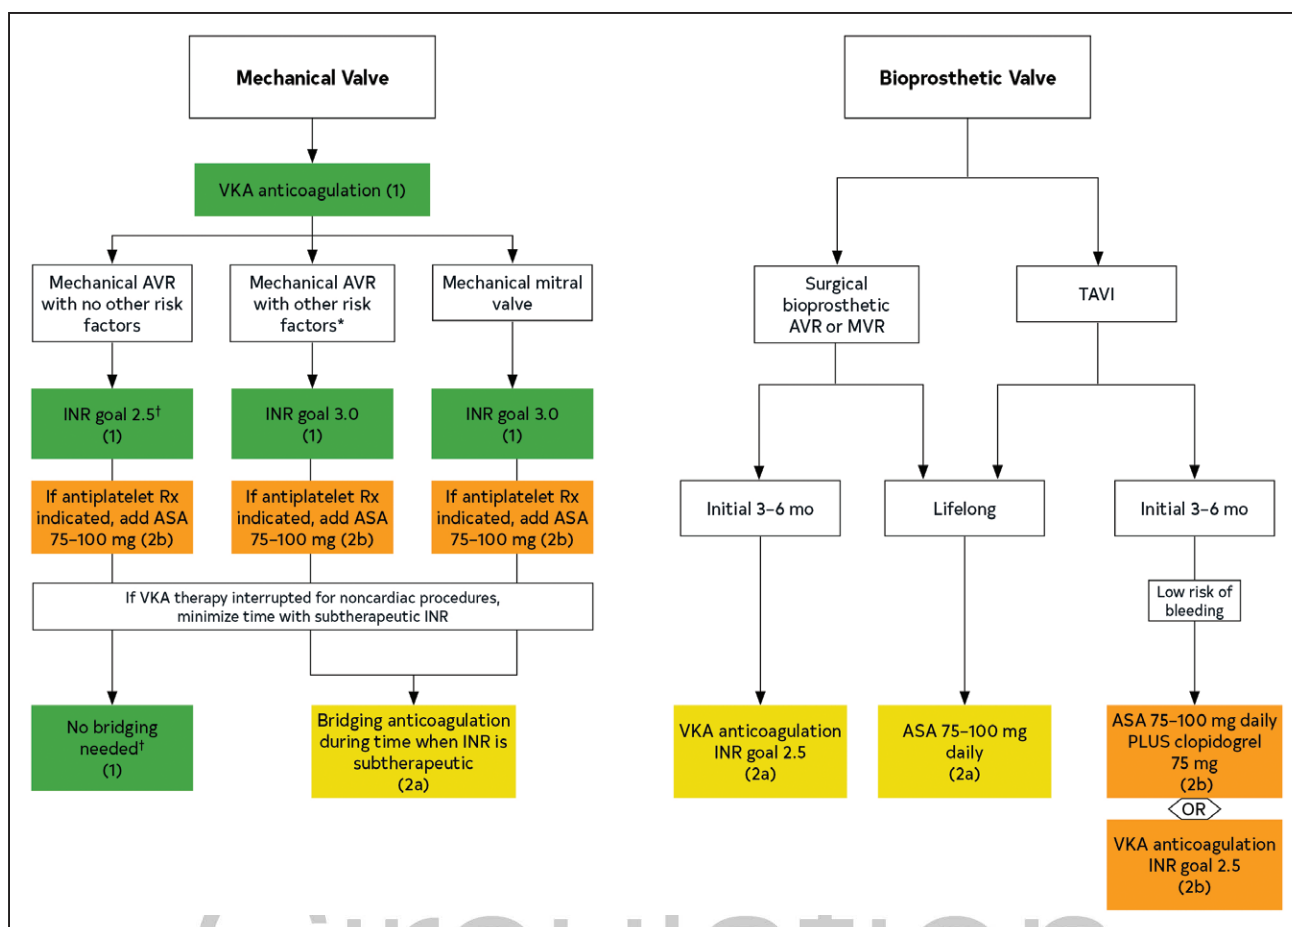 Mechanical Valve
VKA anticoagulation (1)
Mechanical AVR
with no other risk
factors
Mechanical AVR
with other risk
factors*
Mechanical mitral
valve
INR goal 2.5†
(1)
INR goal 3.0
(1)
INR goal 3.0
(1)
If antiplatelet Rx
indicated, add ASA
75–100 mg (2b)
If antiplatelet Rx
indicated, add ASA
75–100 mg (2b)
If antiplatelet Rx
indicated, add ASA
75–100 mg (2b)
If VKA therapy interrupted for noncardiac procedures,
minimize time with subtherapeutic INR
No bridging
needed†
(1)
Bridging anticoagulation
during time when INR is
subtherapeutic
(2a)
Bioprosthetic Valve
Surgical
bioprosthetic
AVR or MVR
TAVI
Initial 3–6 mo
Lifelong
Initial 3–6 mo
Low risk of
bleeding
VKA anticoagulation
INR goal 2.5
(2a)
ASA 75–100 mg
daily
(2a)
ASA 75–100 mg daily
PLUS clopidogrel
75 mg
(2b)
OR
VKA anticoagulation
INR goal 2.5
(2b)